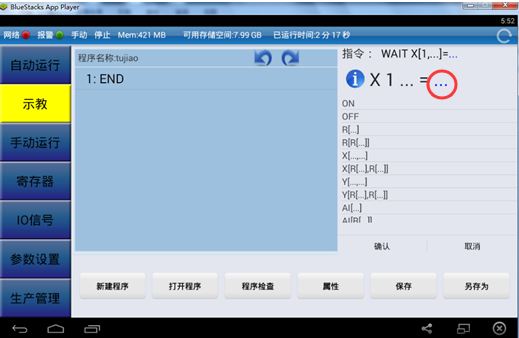 BlueStacks App Player
5:52
网络 报警 手动 停止 Mem:421 MB 可用存储空间:7.99 GB 已运行时间:2 分 17 秒
自动运行
示教
手动运行
寄存器
IO信号
参数设置
生产管理
程序名称:tujiao
1: END
指令： WAIT X[1,...]=...
X 1 ... = ...
ON
OFF
R[...]
R[R[...]]
X[...,...]
X[R[...],R[...]]
Y[...,...]
Y[R[...],R[...]]
AI[...]
AI[R[...]]
确认 取消
新建程序 打开程序 程序检查 属性 保存 另存为